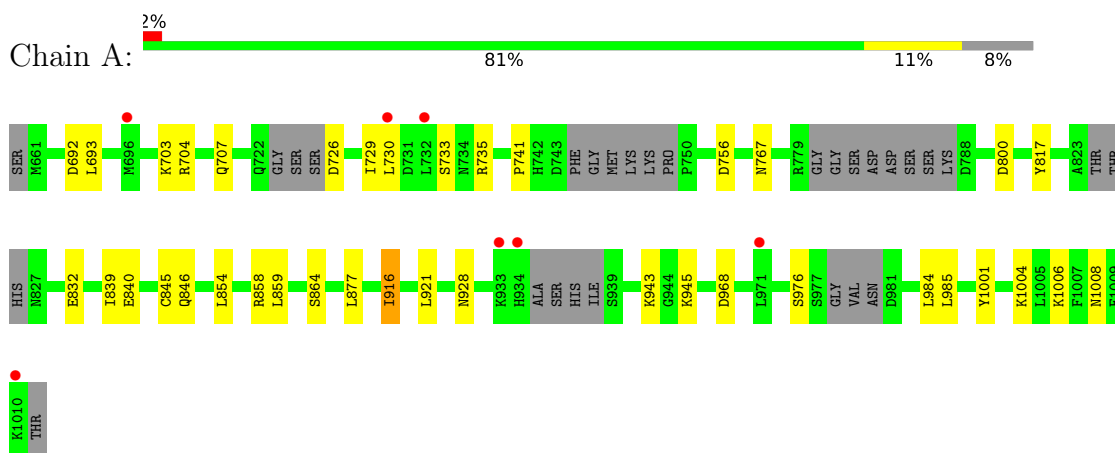 2%
Chain A:
81% 11% 8%
SER M661 D692 L693 M696 K703 R704 Q707 Q722 GLY SER SER D726 I729 L730 D731 L732 S733 N734 R735 P741 H742 D743 PHE GLY MET LYS LYS PRO P750 D756 N767 R779 GLY GLY SER ASP ASP SER SER LYS D788 D800 Y817 A823 THR THR
HIS N827 E832 I839 E840 C845 Q846 L854 R858 L859 S864 L877 I916 L921 N928 K933 H934 ALA SER HIS ILE S939 K943 G944 K945 D968 L971 S976 S977 GLY VAL ASN D981 L984 L985 Y1001 K1004 L1005 K1006 F1007 N1008 E1009
K1010 THR